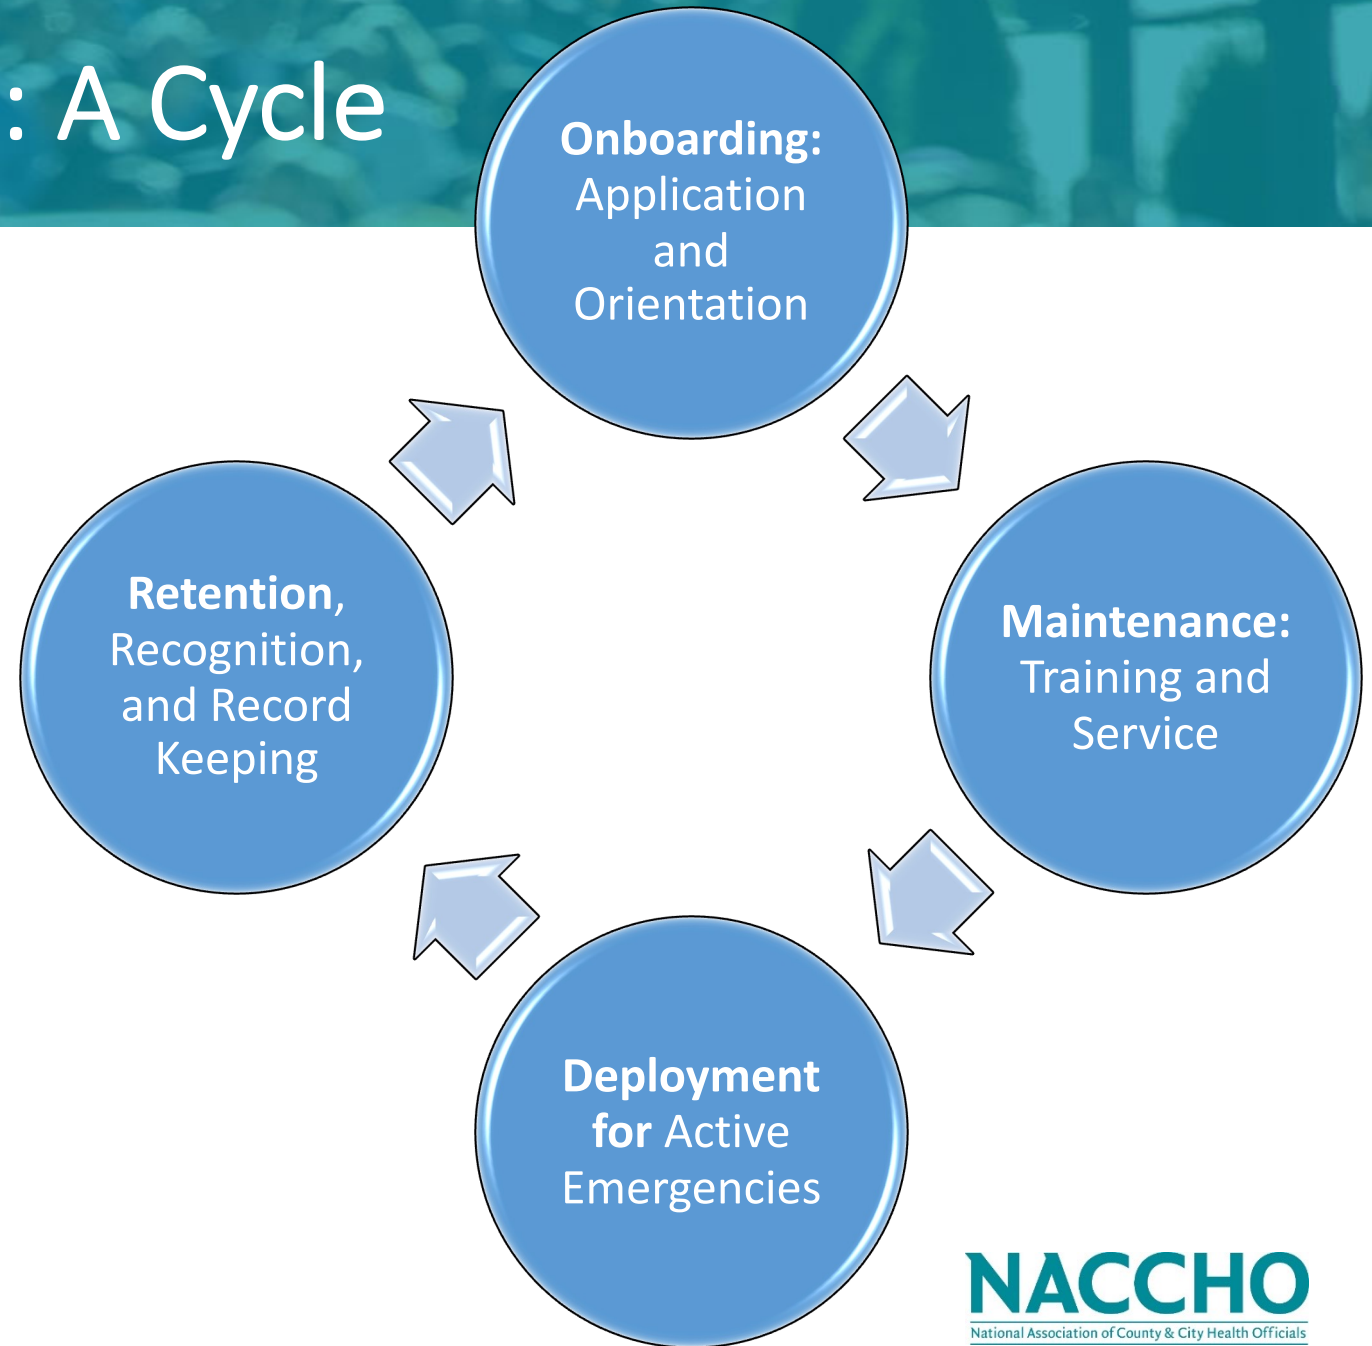 : A Cycle
Onboarding:
Application
and
Orientation
Maintenance:
Training and
Service
Deployment
for Active
Emergencies
Retention,
Recognition,
and Record
Keeping
NACCHO
National Association of County & City Health Officials